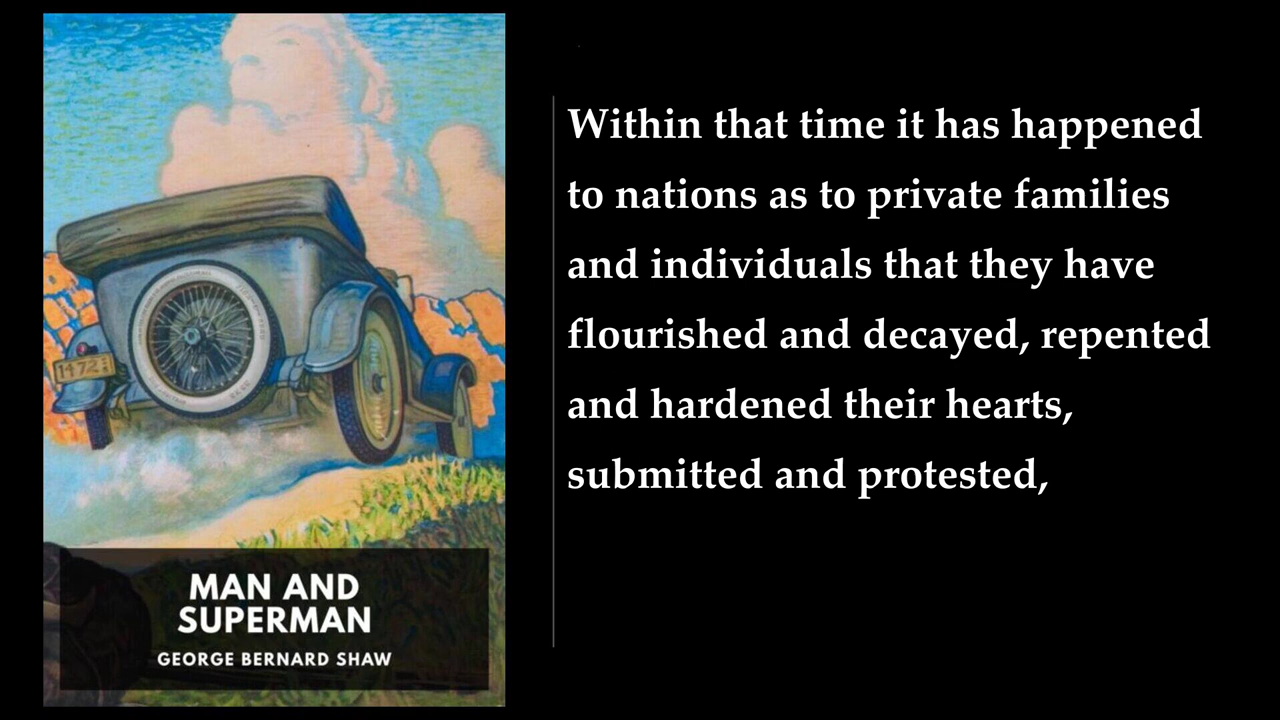 Within that time it has happened
to nations as to private families
and individuals that they have
flourished and decayed, repented
and hardened their hearts,
submitted and protested,
1472
MAN AND
SUPERMAN
GEORGE BERNARD SHAW